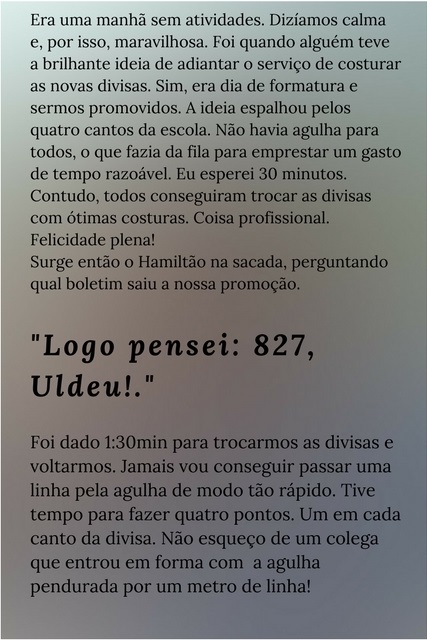 Era uma manhã sem atividades. Dizíamos calma
e, por isso, maravilhosa. Foi quando alguém teve
a brilhante ideia de adiantar o serviço de costurar
as novas divisas. Sim, era dia de formatura e
sermos promovidos. A ideia espalhou pelos
quatro cantos da escola. Não havia agulha para
todos, o que fazia da fila para emprestar um gasto
de tempo razoável. Eu esperei 30 minutos.
Contudo, todos conseguiram trocar as divisas
com ótimas costuras. Coisa profissional.
Felicidade plena!
Surge então o Hamiltão na sacada, perguntando
qual boletim saiu a nossa promoção.
"Logo pensei: 827,
Uldeu!."
Foi dado 1:30min para trocarmos as divisas e
voltarmos. Jamais vou conseguir passar uma
linha pela agulha de modo tão rápido. Tive
tempo para fazer quatro pontos. Um em cada
canto da divisa. Não esqueço de um colega
que entrou em forma com  a agulha
pendurada por um metro de linha!